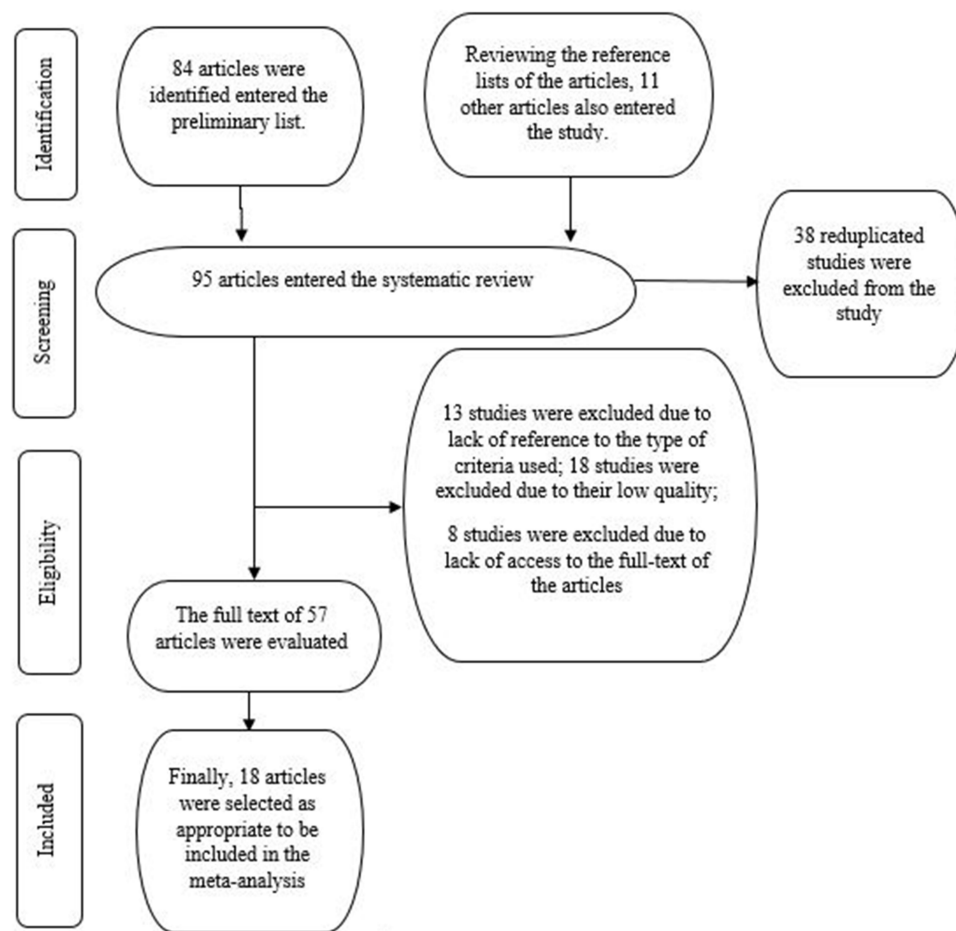 Identification
84 articles were
identified entered the
preliminary list.
Reviewing the reference
lists of the articles, 11
other articles also entered
the study.
Screening
95 articles entered the systematic review
38 reduplicated
studies were
excluded from the
study
Eligibility
13 studies were excluded due to
lack of reference to the type of
criteria used; 18 studies were
excluded due to their low quality;
8 studies were excluded due to
lack of access to the full-text of
the articles
The full text of 57
articles were evaluated
Included
Finally, 18 articles
were selected as
appropriate to be
included in the
meta-analysis